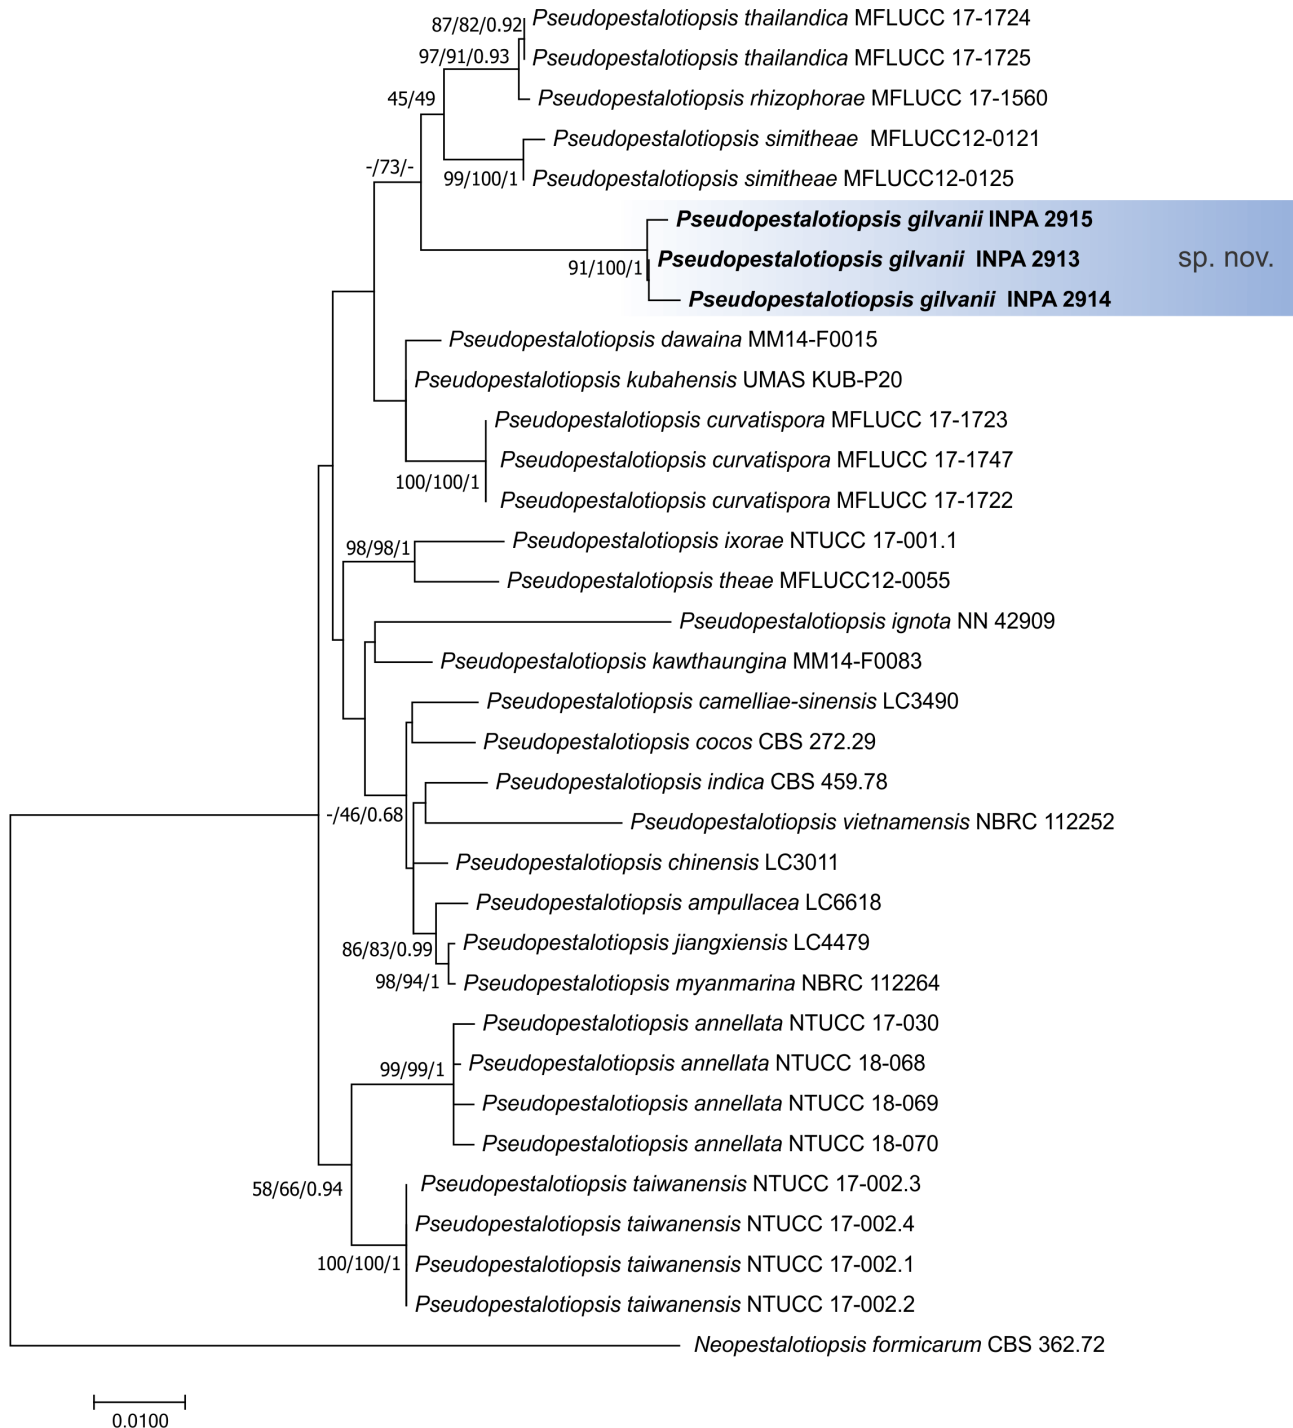 87/82/0.92
Pseudopestalotiopsis thailandica MFLUCC 17-1724
97/91/0.93
Pseudopestalotiopsis thailandica MFLUCC 17-1725
45/49
Pseudopestalotiopsis rhizophorae MFLUCC 17-1560
Pseudopestalotiopsis simitheae MFLUCC12-0121
-/73/-
99/100/1
Pseudopestalotiopsis simitheae MFLUCC12-0125
Pseudopestalotiopsis gilvanii INPA 2915
91/100/1
Pseudopestalotiopsis gilvanii INPA 2913
sp. nov.
Pseudopestalotiopsis gilvanii INPA 2914
Pseudopestalotiopsis dawaina MM14-F0015
Pseudopestalotiopsis kubahensis UMAS KUB-P20
Pseudopestalotiopsis curvatispora MFLUCC 17-1723
Pseudopestalotiopsis curvatispora MFLUCC 17-1747
100/100/1
Pseudopestalotiopsis curvatispora MFLUCC 17-1722
98/98/1
Pseudopestalotiopsis ixorae NTUCC 17-001.1
Pseudopestalotiopsis theae MFLUCC12-0055
Pseudopestalotiopsis ignota NN 42909
Pseudopestalotiopsis kawthaungina MM14-F0083
Pseudopestalotiopsis camelliae-sinensis LC3490
Pseudopestalotiopsis cocos CBS 272.29
Pseudopestalotiopsis indica CBS 459.78
-/46/0.68
Pseudopestalotiopsis vietnamensis NBRC 112252
Pseudopestalotiopsis chinensis LC3011
Pseudopestalotiopsis ampullacea LC6618
86/83/0.99
Pseudopestalotiopsis jiangxiensis LC4479
98/94/1
Pseudopestalotiopsis myanmarina NBRC 112264
Pseudopestalotiopsis annellata NTUCC 17-030
99/99/1
Pseudopestalotiopsis annellata NTUCC 18-068
Pseudopestalotiopsis annellata NTUCC 18-069
Pseudopestalotiopsis annellata NTUCC 18-070
58/66/0.94
Pseudopestalotiopsis taiwanensis NTUCC 17-002.3
Pseudopestalotiopsis taiwanensis NTUCC 17-002.4
100/100/1
Pseudopestalotiopsis taiwanensis NTUCC 17-002.1
Pseudopestalotiopsis taiwanensis NTUCC 17-002.2
Neopestalotiopsis formicarum CBS 362.72
0.0100